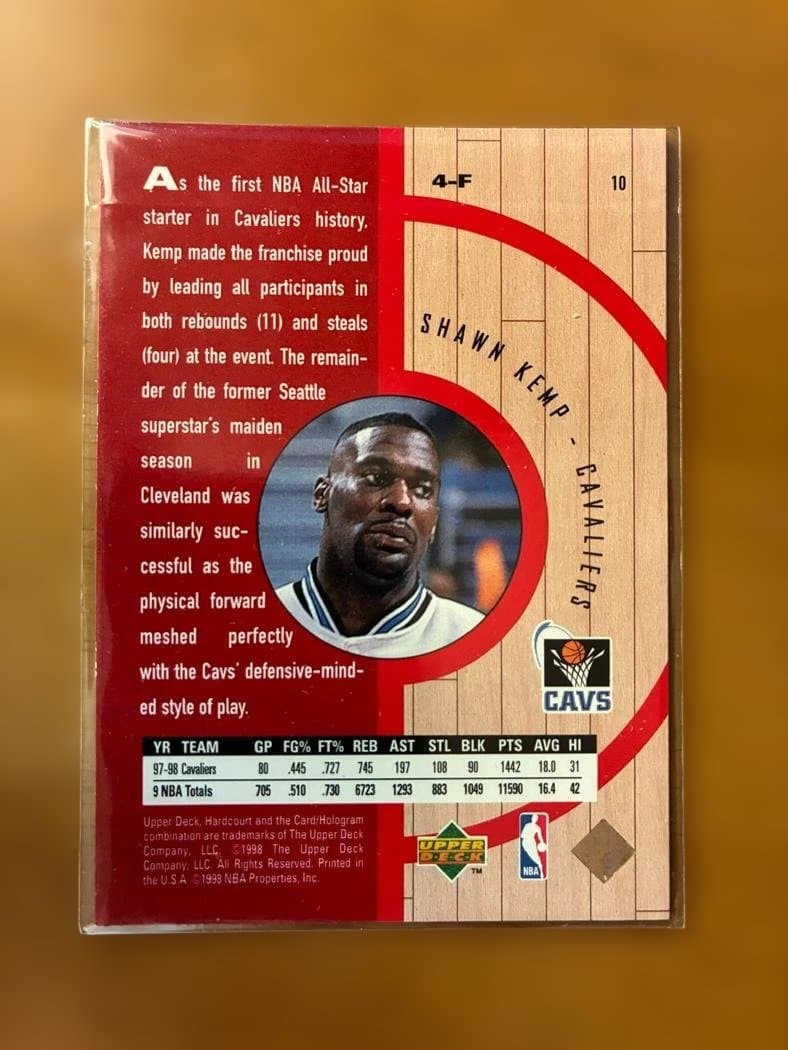 As the first NBA All-Star
starter in Cavaliers history,
Kemp made the franchise proud
by leading all participants in
both rebounds (11) and steals
(four) at the event. The remain-
der of the former Seattle
superstar's maiden
season in
Cleveland was
similarly suc-
cessful as the
physical forward
meshed perfectly
with the Cavs' defensive-mind-
ed style of play.
4-F
10
SHAWN KEMP - CAVALIERS
CAVS
YR TEAM GP FG% FT% REB AST STL BLK PTS AVG HI
97-98 Cavaliers 80 .445 .727 745 197 108 90 1442 18.0 31
9 NBA Totals 705 .510 .730 6723 1293 883 1049 11590 16.4 42
Upper Deck, Hardcourt and the Card/Hologram
combination are trademarks of The Upper Deck
Company, LLC. ©1998 The Upper Deck
Company, LLC. All Rights Reserved. Printed in
the U.S.A. ©1998 NBA Properties, Inc.
UPPER
D·E·C·K
TM
NBA